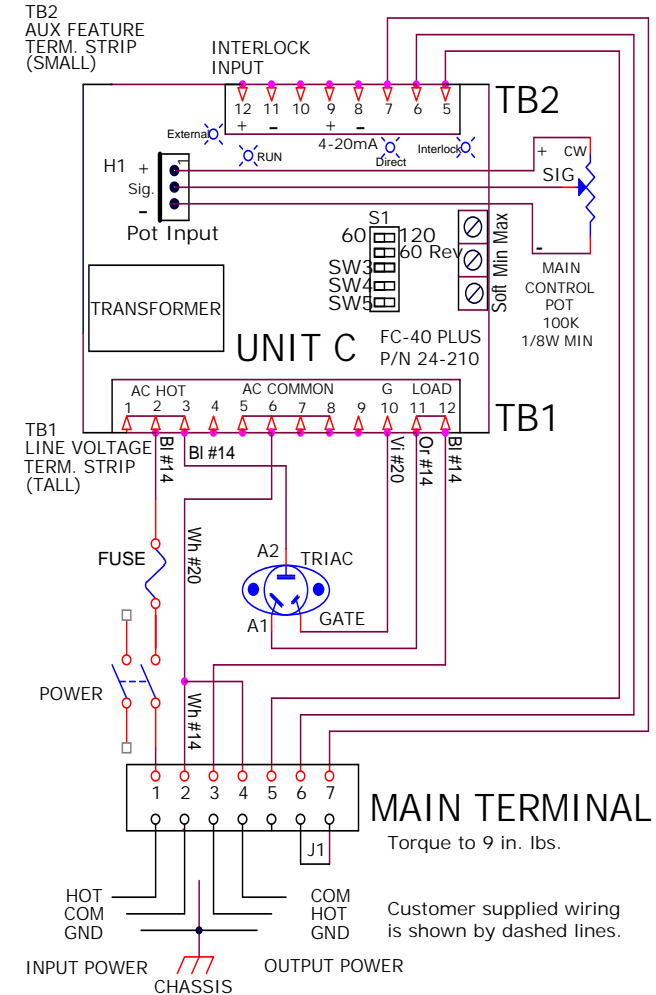 TB2
AUX FEATURE
TERM. STRIP
(SMALL)
INTERLOCK
INPUT
12 11 10 9 8 7 6 5
+ - + -
4-20mA
TB2
External
RUN
Direct
Interlock
H1
+
Sig.
-
1
Pot Input
+ CW
SIG
-
MAIN
CONTROL
POT
100K
1/8W MIN
S1
60 120
60 Rev
SW3
SW4
SW5
Soft Min Max
TRANSFORMER
UNIT C
FC-40 PLUS
P/N 24-210
AC HOT AC COMMON G LOAD
1 2 3 4 5 6 7 8 9 10 11 12
TB1
TB1
LINE VOLTAGE
TERM. STRIP
(TALL)
Bl #14
Bl #14
Vi #20
Or #14
Bl #14
Wh #20
FUSE
A2
TRIAC
A1
GATE
POWER
Wh #14
1 2 3 4 5 6 7
J1
MAIN TERMINAL
Torque to 9 in. lbs.
HOT
COM
GND
COM
HOT
GND
Customer supplied wiring
is shown by dashed lines.
INPUT POWER
OUTPUT POWER
CHASSIS